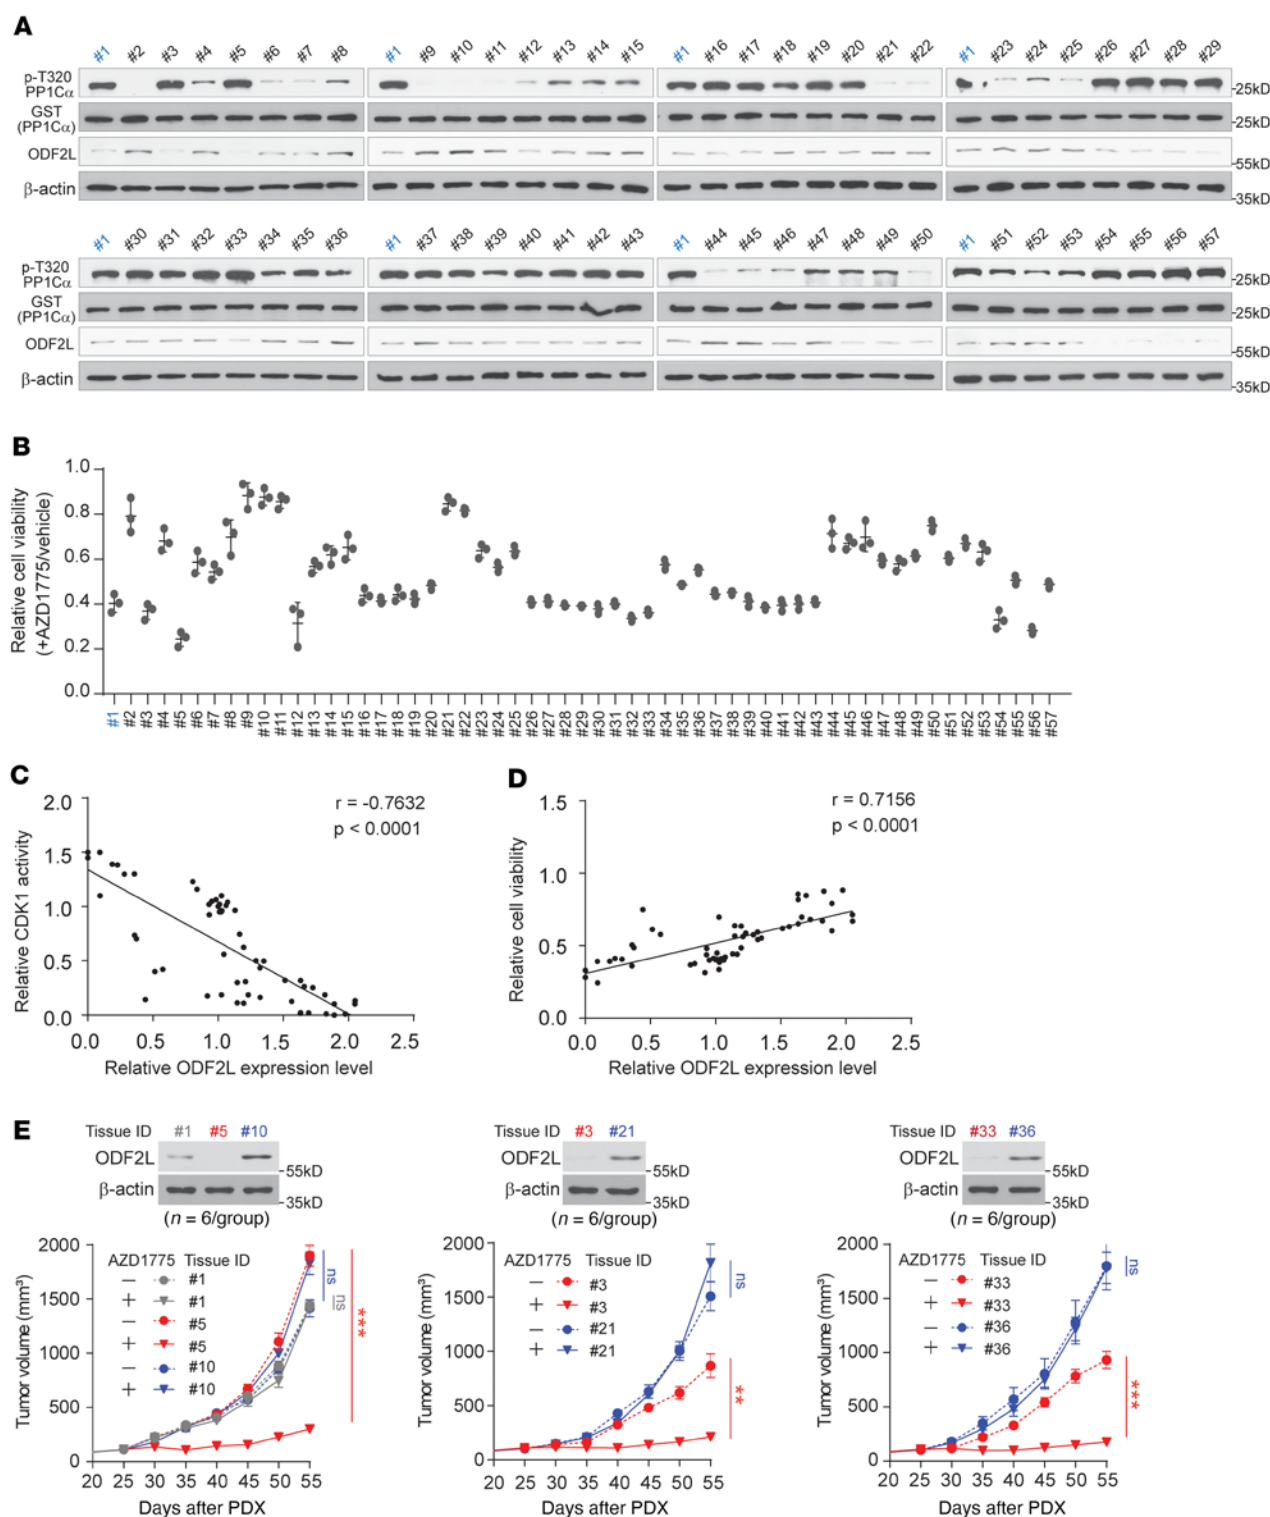 A
#1 #2 #3 #4 #5 #6 #7 #8 #1 #9 #10 #11 #12 #13 #14 #15 #1 #16 #17 #18 #19 #20 #21 #22 #1 #23 #24 #25 #26 #27 #28 #29
p-T320
PP1Cα
-25kD
GST
(PP1Cα)
-25kD
ODF2L
-55kD
β-actin
-35kD
#1 #30 #31 #32 #33 #34 #35 #36 #1 #37 #38 #39 #40 #41 #42 #43 #1 #44 #45 #46 #47 #48 #49 #50 #1 #51 #52 #53 #54 #55 #56 #57
p-T320
PP1Cα
-25kD
GST
(PP1Cα)
-25kD
ODF2L
-55kD
β-actin
-35kD
B
Relative cell viability
(+AZD1775/vehicle)
1.0
0.8
0.6
0.4
0.2
0.0
#1 #2 #3 #4 #5 #6 #7 #8 #9 #10 #11 #12 #13 #14 #15 #16 #17 #18 #19 #20 #21 #22 #23 #24 #25 #26 #27 #28 #29 #30 #31 #32 #33 #34 #35 #36 #37 #38 #39 #40 #41 #42 #43 #44 #45 #46 #47 #48 #49 #50 #51 #52 #53 #54 #55 #56 #57
C
r = -0.7632
p < 0.0001
Relative CDK1 activity
2.0
1.5
1.0
0.5
0.0
0.0 0.5 1.0 1.5 2.0 2.5
Relative ODF2L expression level
D
r = 0.7156
p < 0.0001
Relative cell viability
1.5
1.0
0.5
0.0
0.0 0.5 1.0 1.5 2.0 2.5
Relative ODF2L expression level
E
Tissue ID #1 #5 #10
ODF2L
-55kD
β-actin
-35kD
(n = 6/group)
Tumor volume (mm³)
2000
1500
1000
500
0
AZD1775 Tissue ID
− #1
+ #1
− #5
+ #5
− #10
+ #10
ns
ns
***
20 25 30 35 40 45 50 55
Days after PDX
Tissue ID #3 #21
ODF2L
-55kD
β-actin
-35kD
(n = 6/group)
Tumor volume (mm³)
2000
1500
1000
500
0
AZD1775 Tissue ID
− #3
+ #3
− #21
+ #21
ns
**
20 25 30 35 40 45 50 55
Days after PDX
Tissue ID #33 #36
ODF2L
-55kD
β-actin
-35kD
(n = 6/group)
Tumor volume (mm³)
2000
1500
1000
500
0
AZD1775 Tissue ID
− #33
+ #33
− #36
+ #36
ns
***
20 25 30 35 40 45 50 55
Days after PDX